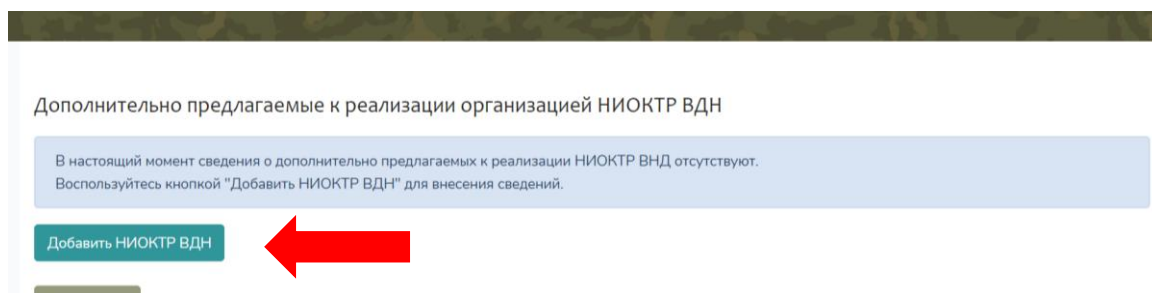 Дополнительно предлагаемые к реализации организацией НИОКТР ВДН
В настоящий момент сведения о дополнительно предлагаемых к реализации НИОКТР ВНД отсутствуют.
Воспользуйтесь кнопкой "Добавить НИОКТР ВДН" для внесения сведений.
Добавить НИОКТР ВДН